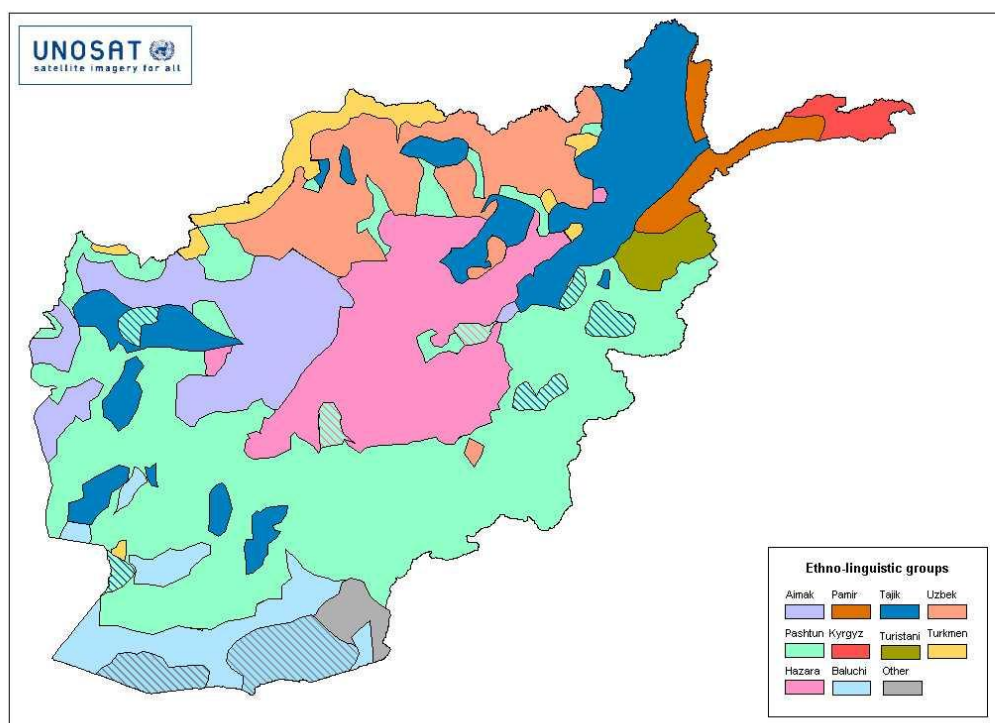 UNOSAT
satellite imagery for all
Ethno-linguistic groups
Aimak Pamir Tajik Uzbek
Pashtun Kyrgyz Turistani Turkmen
Hazara Baluchi Other